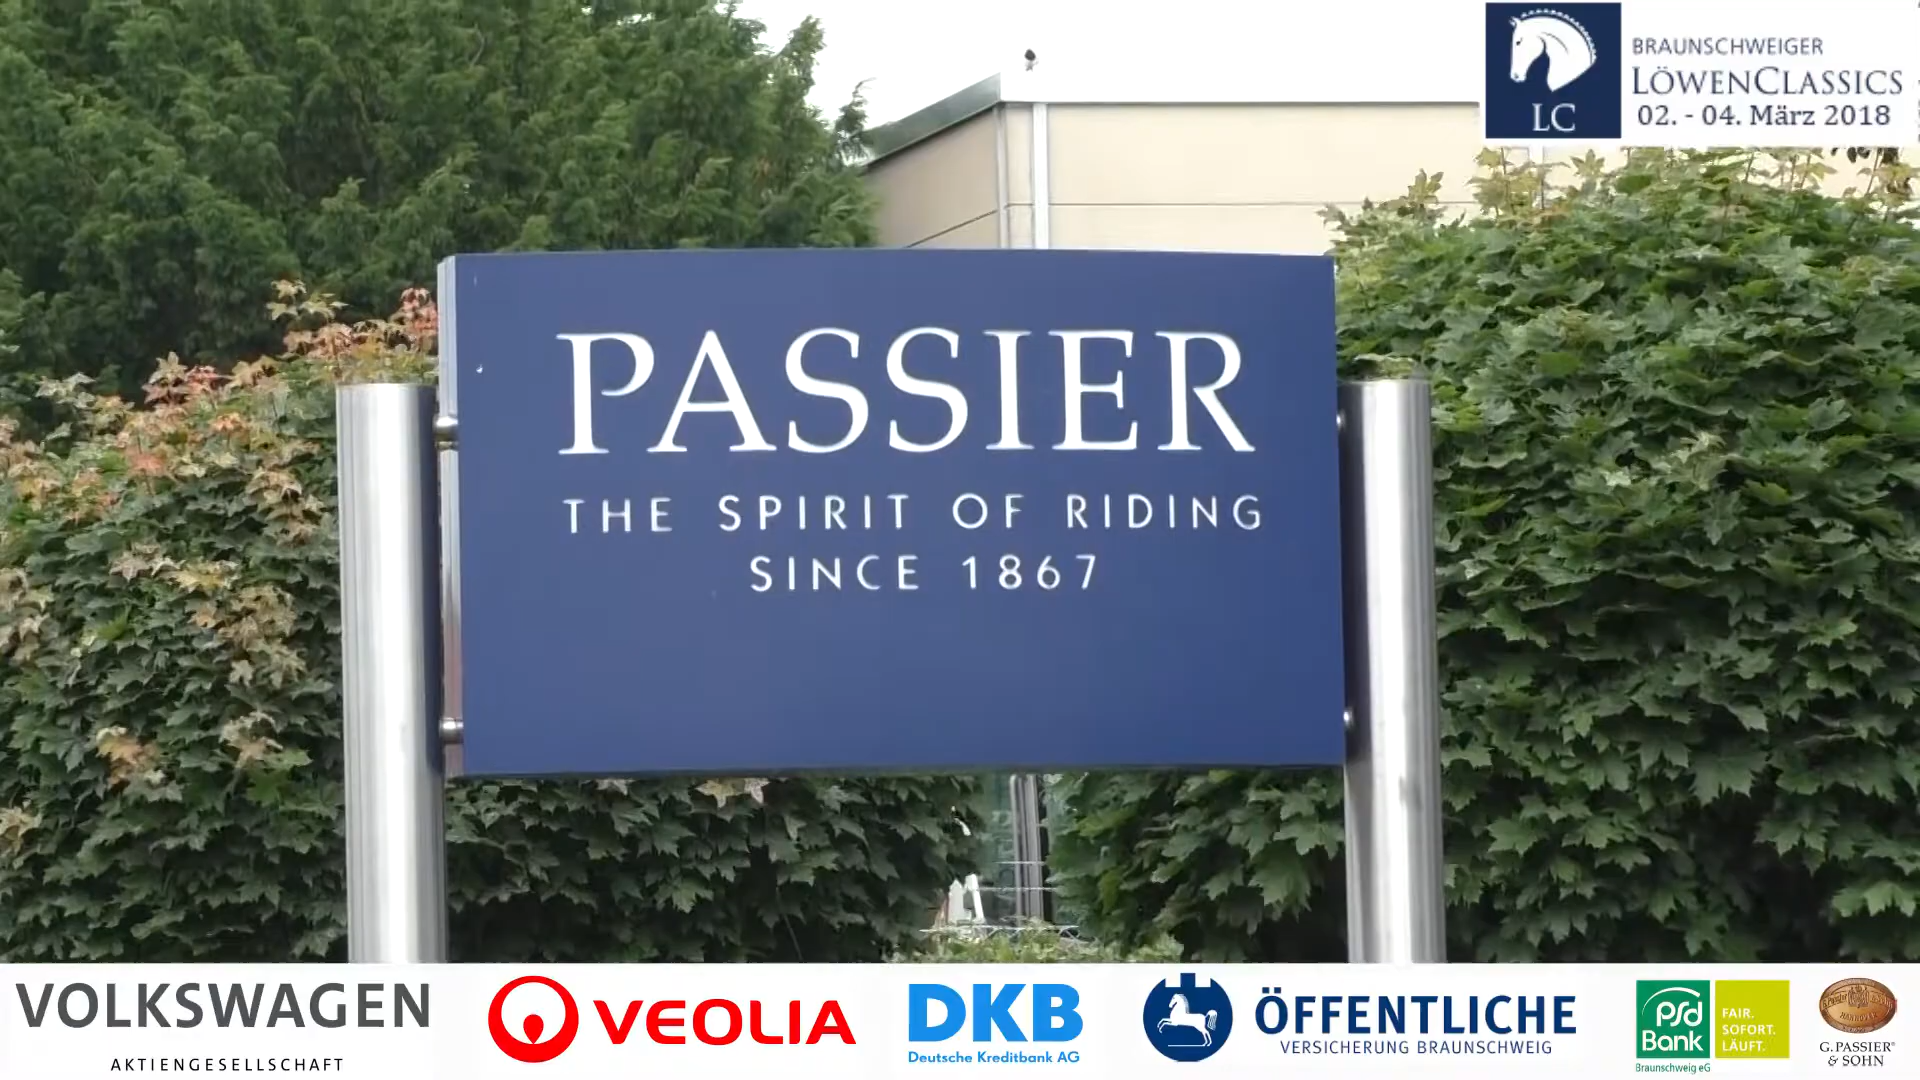 BRAUNSCHWEIGER
LÖWENCLASSICS
LC
02. - 04. März 2018
PASSIER
THE SPIRIT OF RIDING
SINCE 1867
VOLKSWAGEN
AKTIENGESELLSCHAFT
VEOLIA
DKB
Deutsche Kreditbank AG
ÖFFENTLICHE
VERSICHERUNG BRAUNSCHWEIG
psd
Bank
Braunschweig eG
FAIR.
SOFORT.
LÄUFT.
HANNOVER
G. PASSIER®
& SOHN